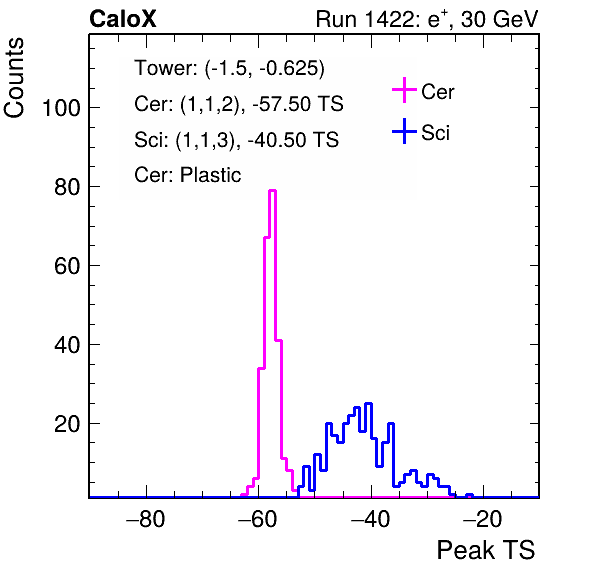 CaloX
Run 1422: e+, 30 GeV
Counts
Tower: (-1.5, -0.625)
Cer: (1,1,2), -57.50 TS
Sci: (1,1,3), -40.50 TS
Cer: Plastic
Cer
Sci
100
80
60
40
20
−80 −60 −40 −20
Peak TS